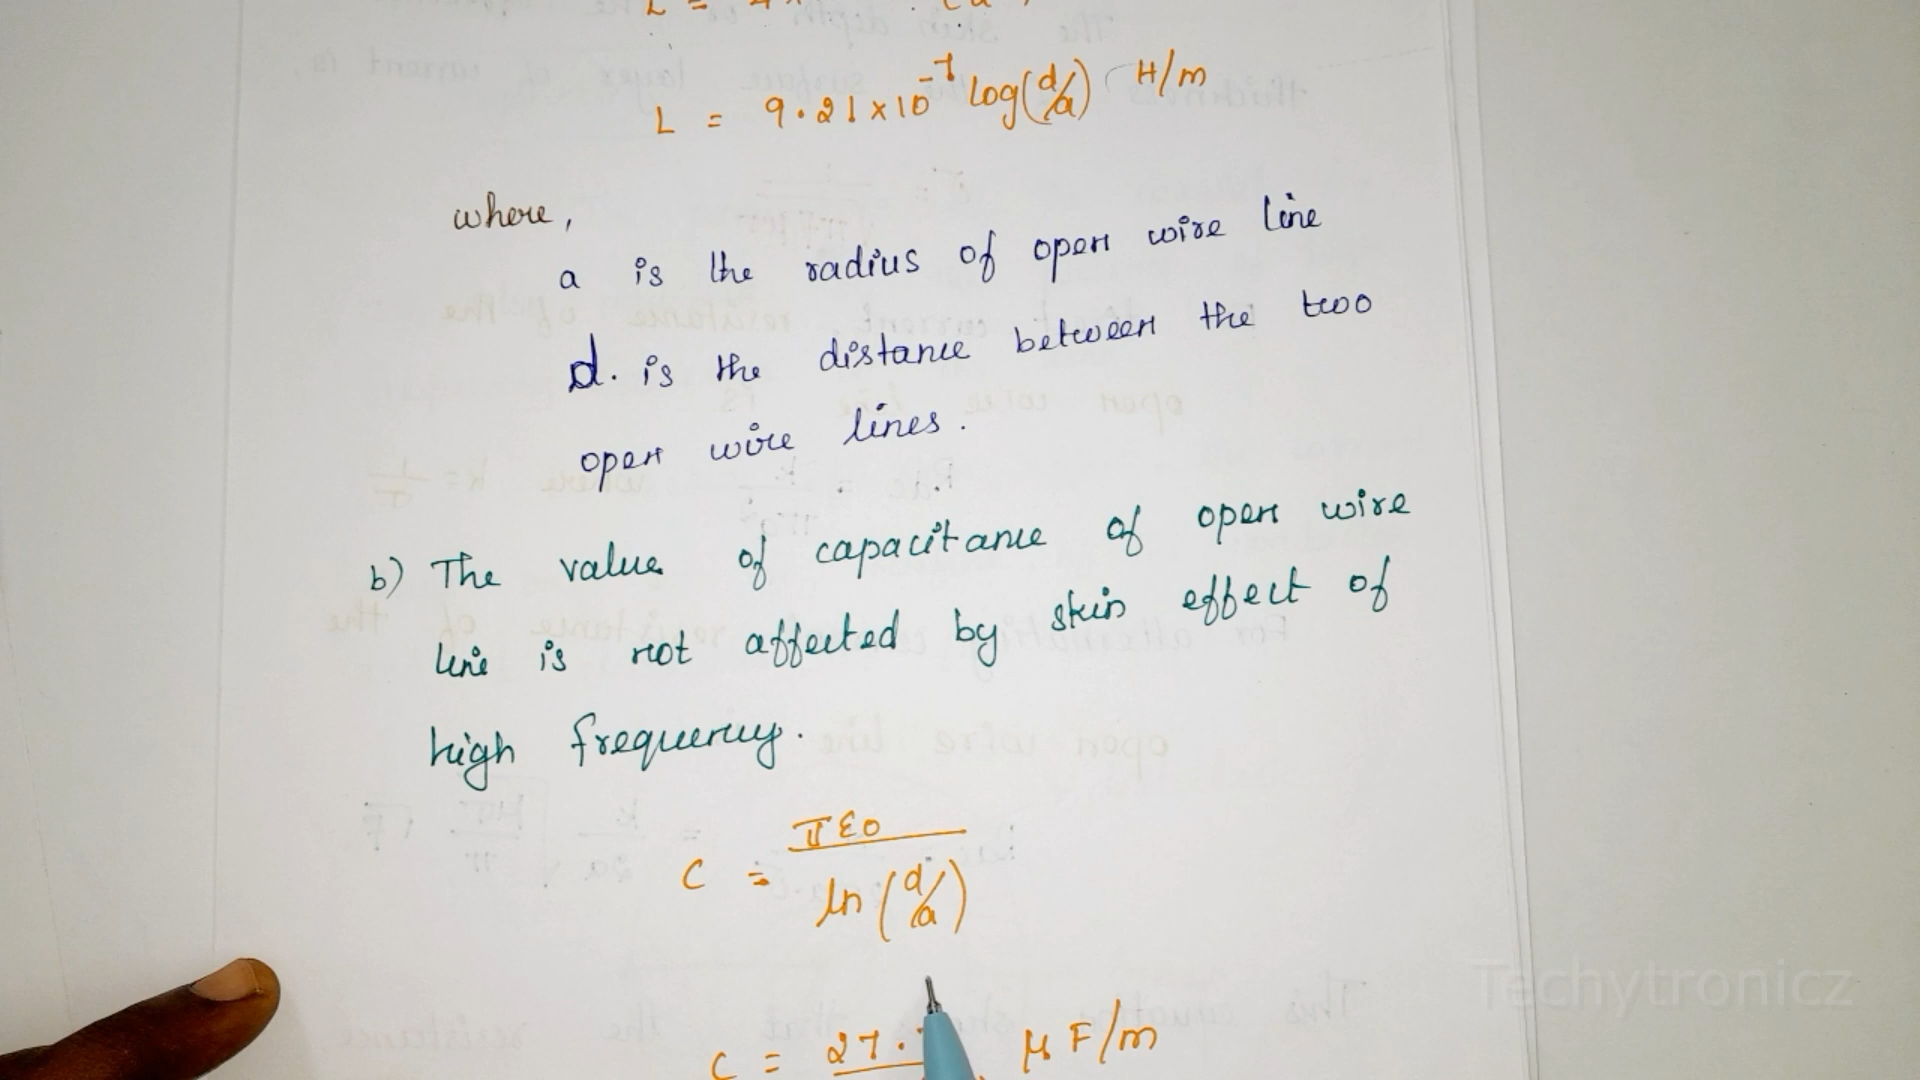 L = 9.21×10⁻⁷ log(d/a) H/m
where,
a is the radius of open wire line
d. is the distance between the two
open wire lines.
b) The value of capacitance of open wire
line is not affected by skin effect of
high frequency.
C = πε0 / ln(d/a)
C = 27. μF/m
Techytronicz